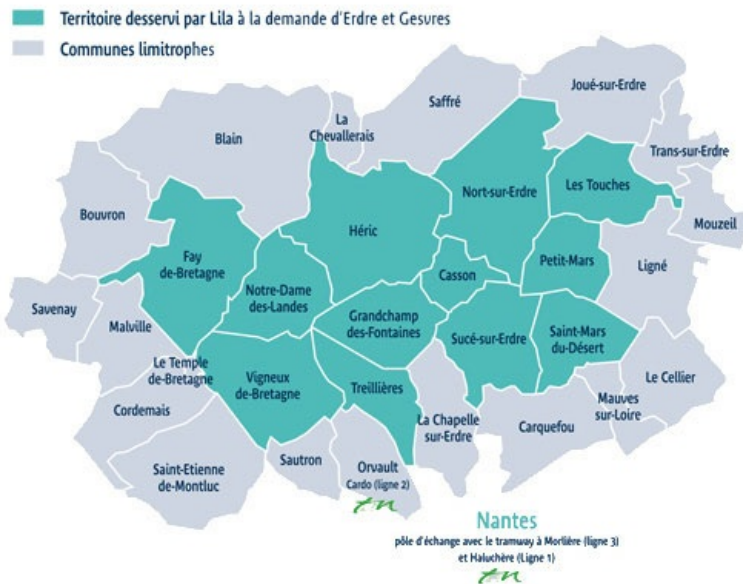 Territoire desservi par Lila à la demande d'Erdre et Gesvres
Communes limitrophes
Joué-sur-Erdre
Saffré
La
Chevallerais
Blain
Trans-sur-Erdre
Nort-sur-Erdre
Les Touches
Bouvron
Mouzeil
Héric
Fay
de-Bretagne
Petit-Mars
Ligné
Casson
Notre-Dame
des-Landes
Savenay
Grandchamp
des-Fontaines
Malville
Sucé-sur-Erdre
Saint-Mars
du-Désert
Le Temple
de-Bretagne
Vigneux
de-Bretagne
Treillières
Le Cellier
Mauves
sur-Loire
Cordemais
La Chapelle
sur-Erdre
Carquefou
Saint-Etienne
de-Montluc
Sautron
Orvault
Cardo (ligne 2)
tan
Nantes
pôle d'échange avec le tramway à Morlière (ligne 3)
et Haluchère (Ligne 1)
tan